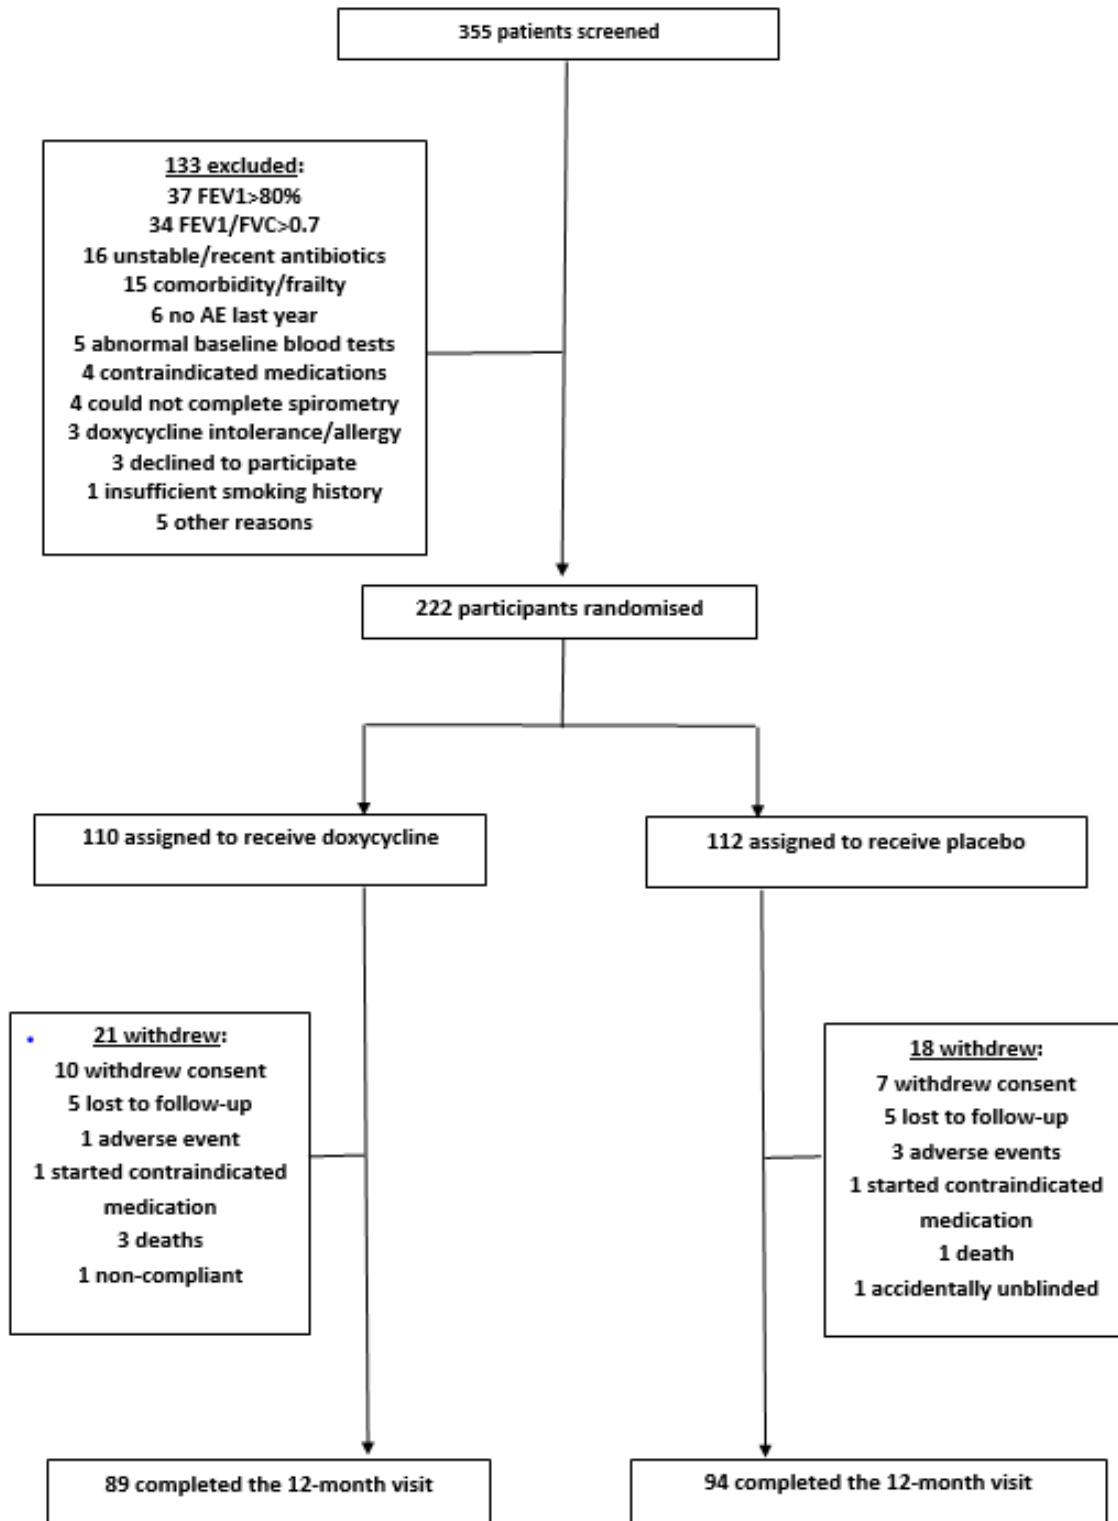 355 patients screened
133 excluded:
37 FEV1>80%
34 FEV1/FVC>0.7
16 unstable/recent antibiotics
15 comorbidity/frailty
6 no AE last year
5 abnormal baseline blood tests
4 contraindicated medications
4 could not complete spirometry
3 doxycycline intolerance/allergy
3 declined to participate
1 insufficient smoking history
5 other reasons
222 participants randomised
110 assigned to receive doxycycline
112 assigned to receive placebo
21 withdrew:
10 withdrew consent
5 lost to follow-up
1 adverse event
1 started contraindicated
medication
3 deaths
1 non-compliant
18 withdrew:
7 withdrew consent
5 lost to follow-up
3 adverse events
1 started contraindicated
medication
1 death
1 accidentally unblinded
89 completed the 12-month visit
94 completed the 12-month visit